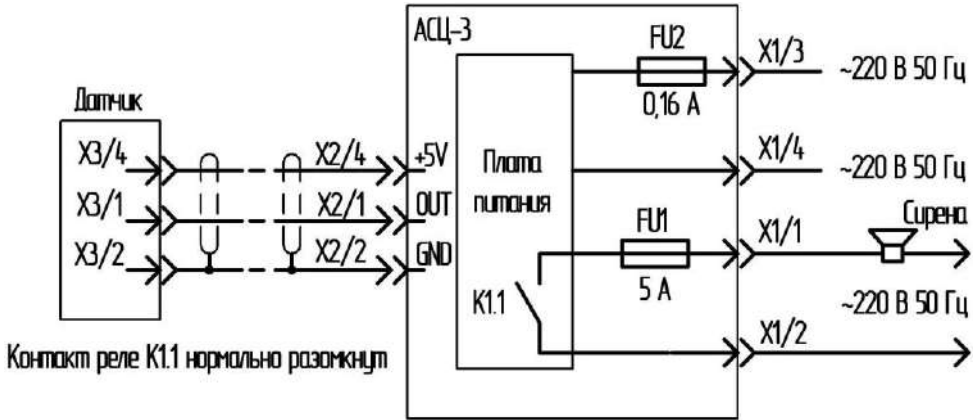 АСЦ-3
FU2
X1/3
~220 В 50 Гц
0,16 А
Датчик
X3/4
X2/4
+5V
Плата
питания
X1/4
~220 В 50 Гц
X3/1
X2/1
OUT
FU1
X1/1
Сирена
X3/2
X2/2
GND
5 А
K1.1
~220 В 50 Гц
X1/2
Контакт реле К1.1 нормально разомкнут